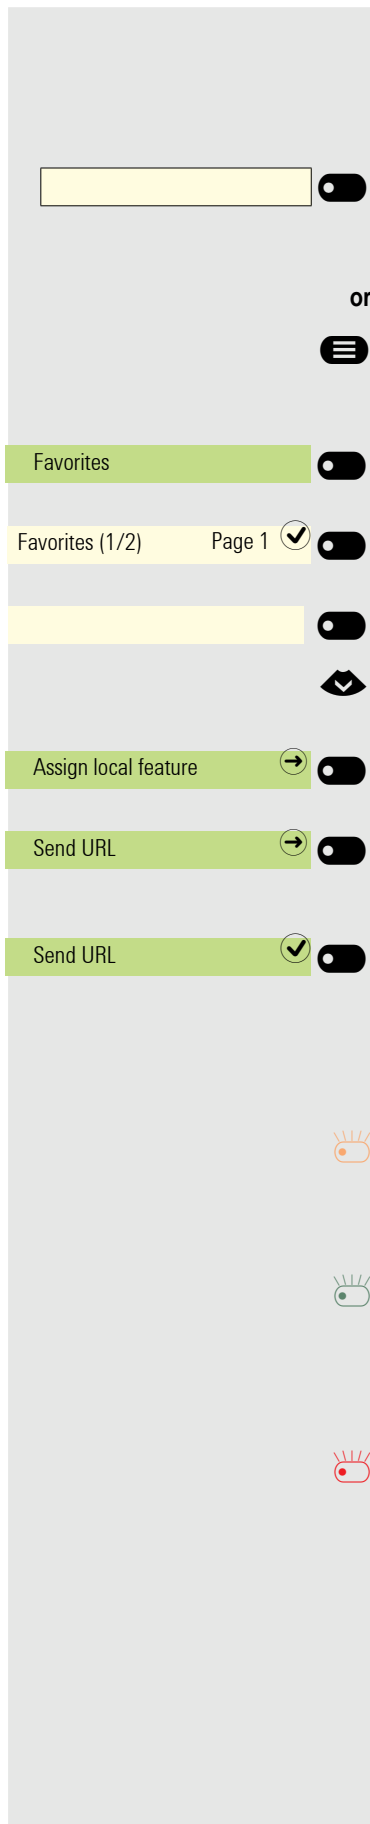 or
Favorites
Favorites (1/2) Page 1
Assign local feature
Send URL
Send URL